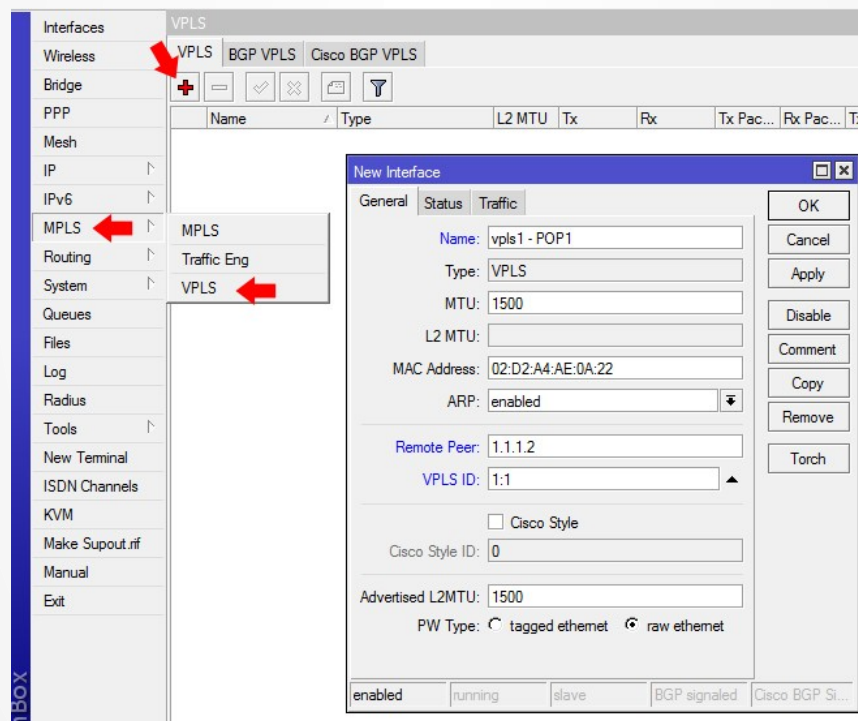 Interfaces
Wireless
Bridge
PPP
Mesh
IP
IPv6
MPLS
Routing
System
Queues
Files
Log
Radius
Tools
New Terminal
ISDN Channels
KVM
Make Supout.rif
Manual
Exit
MPLS
Traffic Eng
VPLS
VPLS
VPLS BGP VPLS Cisco BGP VPLS
Name Type L2 MTU Tx Rx Tx Pac... Rx Pac...
New Interface
General Status Traffic
Name: vpls1 - POP1
Type: VPLS
MTU: 1500
L2 MTU:
MAC Address: 02:D2:A4:AE:0A:22
ARP: enabled
Remote Peer: 1.1.1.2
VPLS ID: 1:1
Cisco Style
Cisco Style ID: 0
Advertised L2MTU: 1500
PW Type: tagged ethernet raw ethernet
OK
Cancel
Apply
Disable
Comment
Copy
Remove
Torch
enabled running slave BGP signaled Cisco BGP Si...
Box